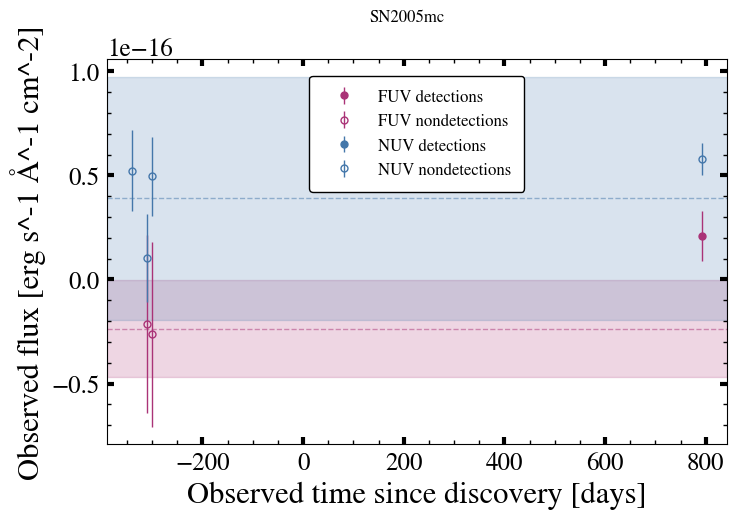 SN2005mc
1e−16
1.0
0.5
0.0
−0.5
Observed flux [erg s^-1 Å^-1 cm^-2]
FUV detections
FUV nondetections
NUV detections
NUV nondetections
−200 0 200 400 600 800
Observed time since discovery [days]